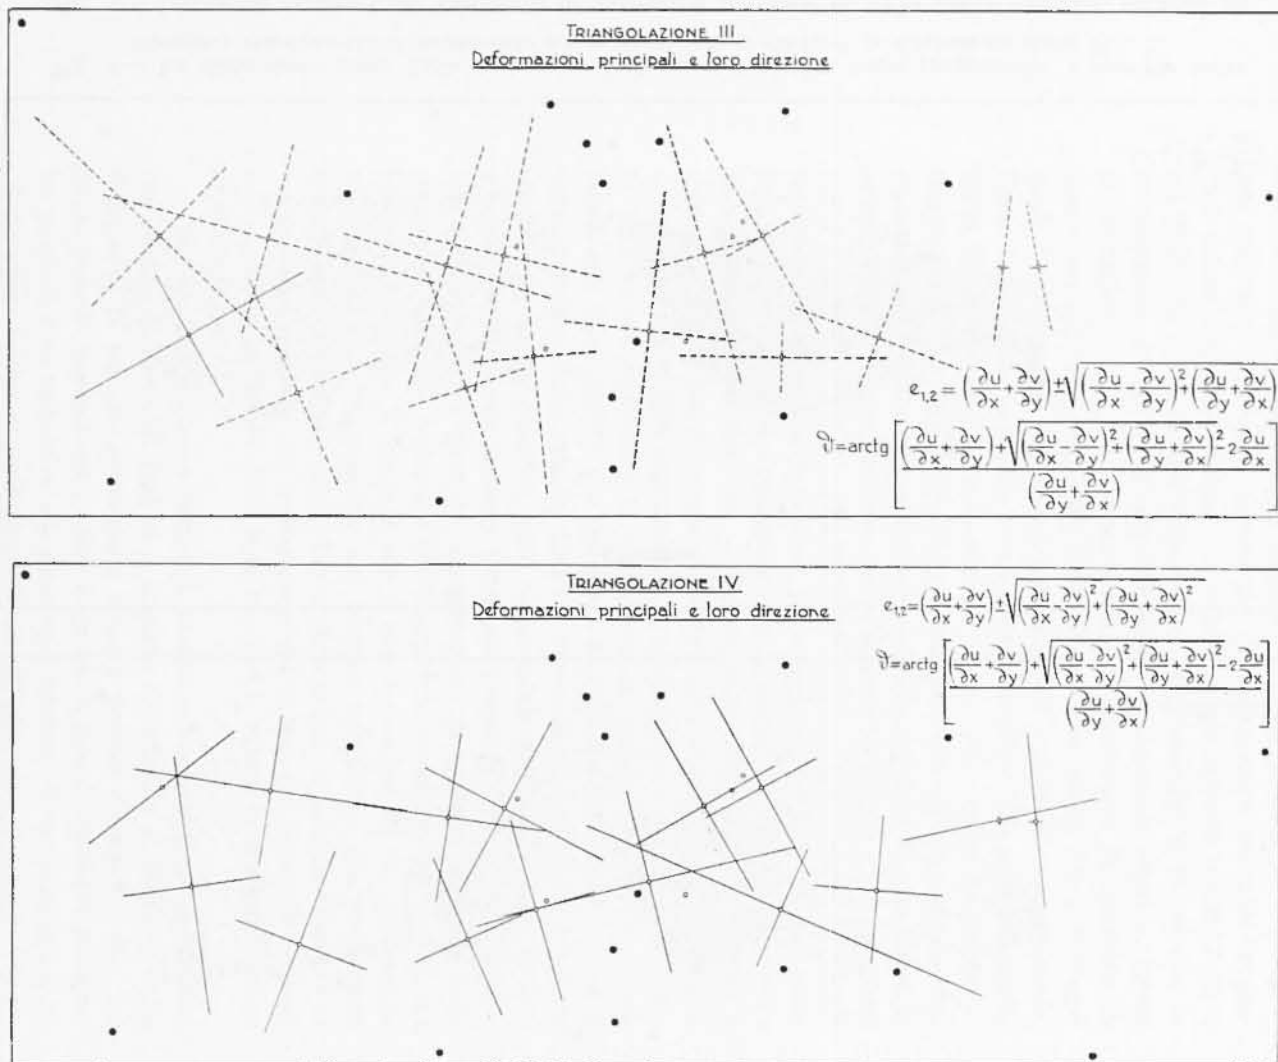 TRIANGOLAZIONE III
Deformazioni principali e loro direzione
e₁,₂ = (∂u/∂x + ∂v/∂y) ± √((∂u/∂x - ∂v/∂y)² + (∂u/∂y + ∂v/∂x)
ϑ = arctg [((∂u/∂x + ∂v/∂y) + √((∂u/∂x - ∂v/∂y)² + (∂u/∂y + ∂v/∂x)²) - 2 ∂u/∂x) / (∂u/∂y + ∂v/∂x)]
TRIANGOLAZIONE IV
Deformazioni principali e loro direzione
e₁,₂ = (∂u/∂x + ∂v/∂y) ± √((∂u/∂x - ∂v/∂y)² + (∂u/∂y + ∂v/∂x)²)
ϑ = arctg [((∂u/∂x + ∂v/∂y) + √((∂u/∂x - ∂v/∂y)² + (∂u/∂y + ∂v/∂x)²) - 2 ∂u/∂x) / (∂u/∂y + ∂v/∂x)]